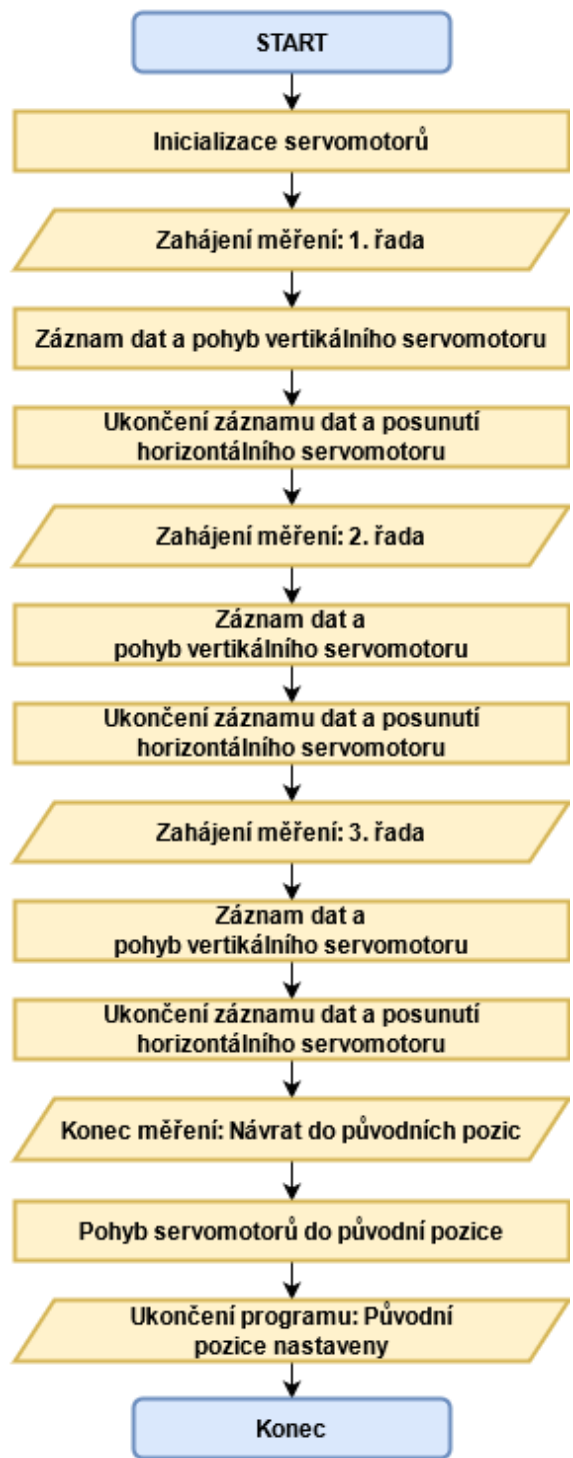 START
Inicializace servomotorů
Zahájení měření: 1. řada
Záznam dat a pohyb vertikálního servomotoru
Ukončení záznamu dat a posunutí
horizontálního servomotoru
Zahájení měření: 2. řada
Záznam dat a
pohyb vertikálního servomotoru
Ukončení záznamu dat a posunutí
horizontálního servomotoru
Zahájení měření: 3. řada
Záznam dat a
pohyb vertikálního servomotoru
Ukončení záznamu dat a posunutí
horizontálního servomotoru
Konec měření: Návrat do původních pozic
Pohyb servomotorů do původní pozice
Ukončení programu: Původní
pozice nastaveny
Konec